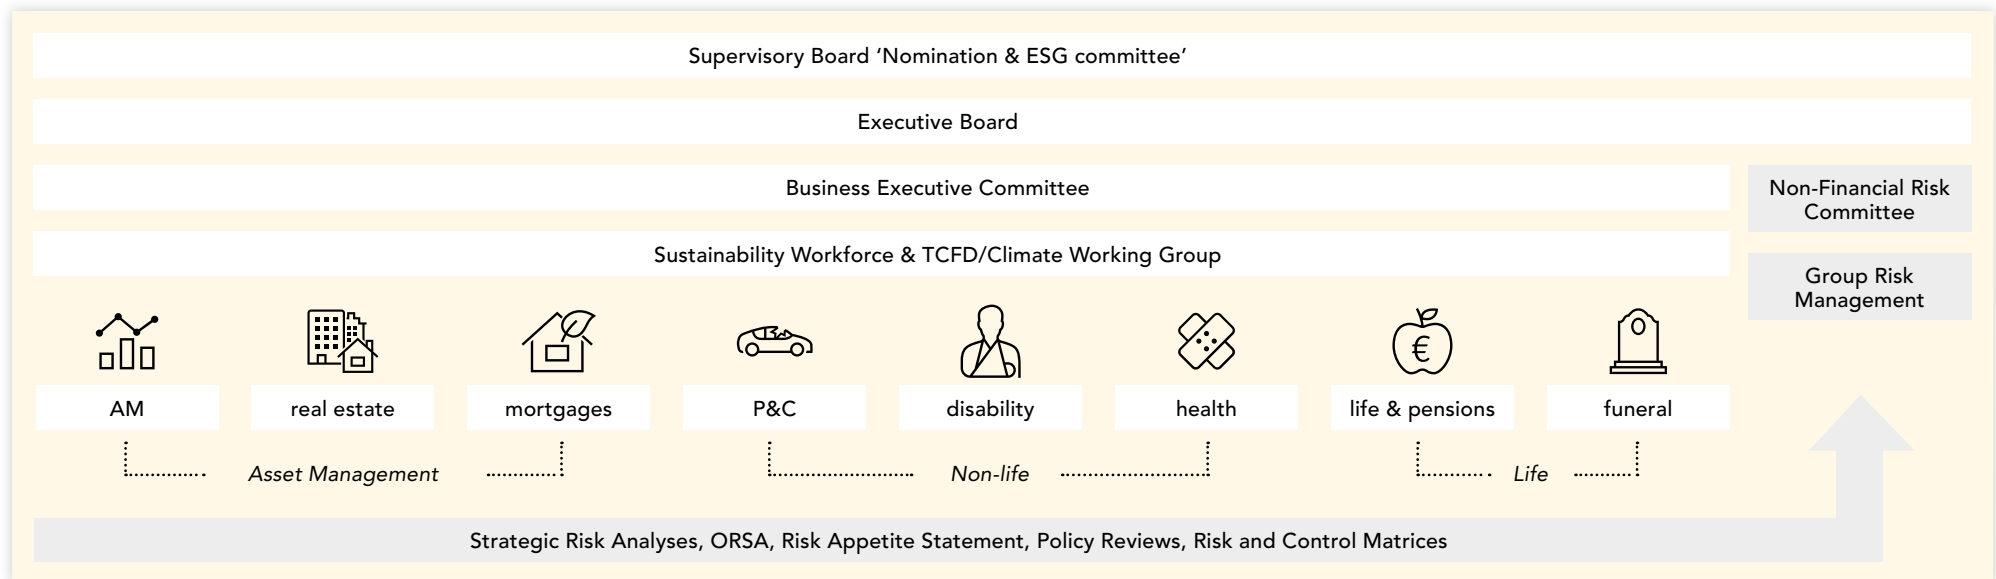 Supervisory Board ‘Nomination & ESG committee’
Executive Board
Business Executive Committee
Non-Financial Risk
Committee
Sustainability Workforce & TCFD/Climate Working Group
Group Risk
Management
€
AM
real estate
mortgages
P&C
disability
health
life & pensions
funeral
Asset Management
Non-life
Life
Strategic Risk Analyses, ORSA, Risk Appetite Statement, Policy Reviews, Risk and Control Matrices